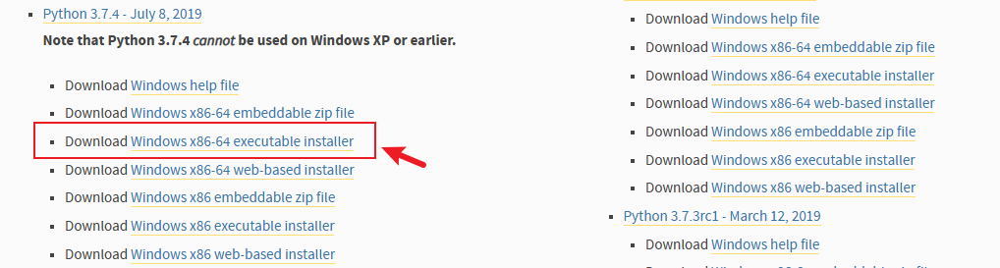 Python 3.7.4 - July 8, 2019
Note that Python 3.7.4 cannot be used on Windows XP or earlier.
Download Windows help file
Download Windows x86-64 embeddable zip file
Download Windows x86-64 executable installer
Download Windows x86-64 web-based installer
Download Windows x86 embeddable zip file
Download Windows x86 executable installer
Download Windows x86 web-based installer
Download Windows help file
Download Windows x86-64 embeddable zip file
Download Windows x86-64 executable installer
Download Windows x86-64 web-based installer
Download Windows x86 embeddable zip file
Download Windows x86 executable installer
Download Windows x86 web-based installer
Python 3.7.3rc1 - March 12, 2019
Download Windows help file